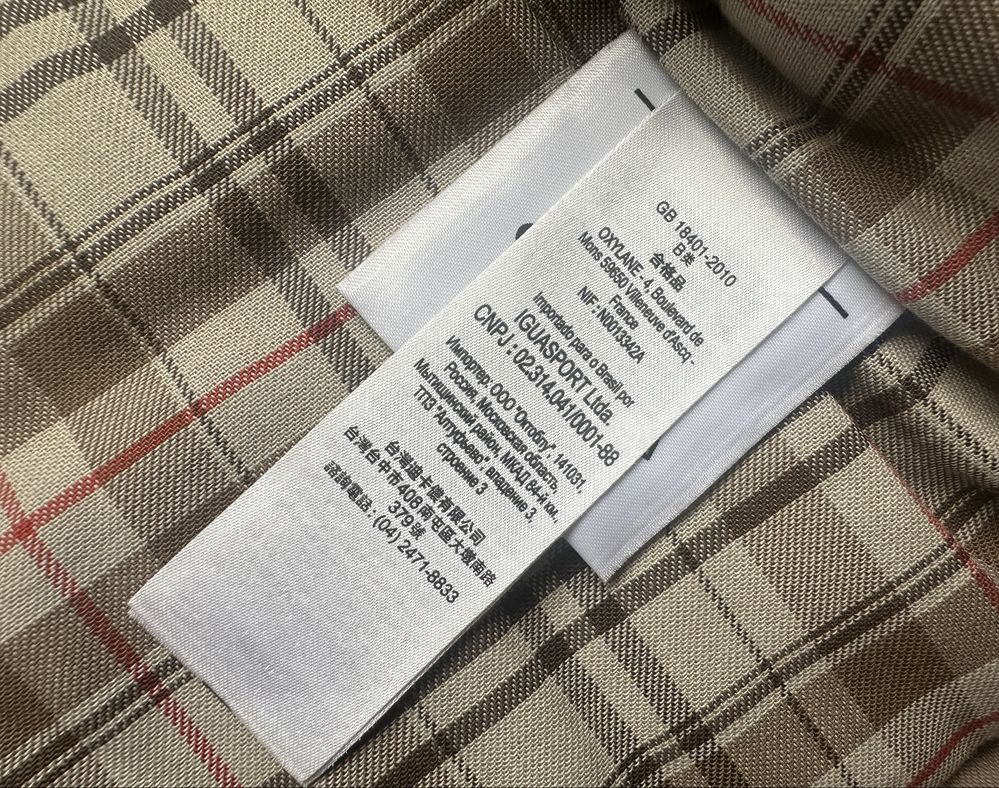 GB 18401-2010
B类
合格品
OXYLANE - 4, Boulevard de
Mons 59650 Villeneuve d'Ascq -
France
NIF : N0013342A
Importado para o Brasil por
IGUASPORT Ltda.
CNPJ : 02.314.041/0001-88
Импортер: ООО "Октоблу", 141031,
Россия, Московская область,
Мытищинский район, МКАД 84-й км.,
ТПЗ "Алтуфьево", владение 3,
строение 3
台灣迪卡儂有限公司
台灣台中市408南屯區大墩南路
379號
諮詢電話 : (04) 2471-8833